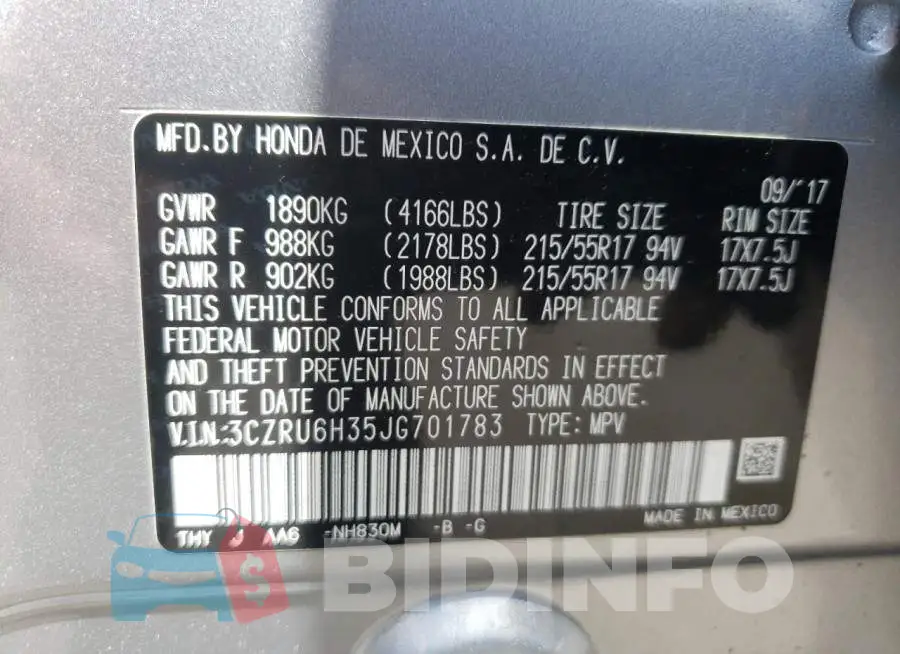 MFD.BY HONDA DE MEXICO S.A. DE C.V.
09/'17
GVWR 1890KG (4166LBS) TIRE SIZE RIM SIZE
GAWR F 988KG (2178LBS) 215/55R17 94V 17X7.5J
GAWR R 902KG (1988LBS) 215/55R17 94V 17X7.5J
THIS VEHICLE CONFORMS TO ALL APPLICABLE
FEDERAL MOTOR VEHICLE SAFETY
AND THEFT PREVENTION STANDARDS IN EFFECT
ON THE DATE OF MANUFACTURE SHOWN ABOVE.
V.I.N:3CZRU6H35JG701783 TYPE: MPV
THY J AA6 -NH830M -B -G MADE IN MEXICO
BIDINFO